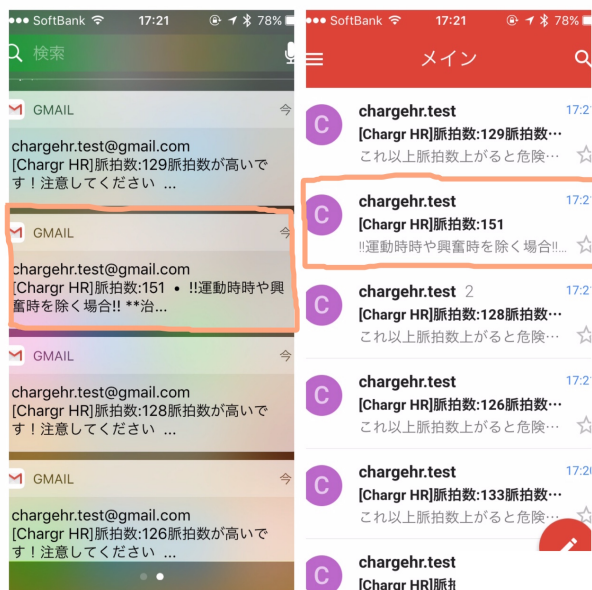 SoftBank 17:21 78%
検索
GMAIL 今
chargehr.test@gmail.com
[Chargr HR]脈拍数:129脈拍数が高いで
す！注意してください ...
GMAIL 今
chargehr.test@gmail.com
[Chargr HR]脈拍数:151 • !!運動時時や興
奮時を除く場合!! **治...
GMAIL 今
chargehr.test@gmail.com
[Chargr HR]脈拍数:128脈拍数が高いで
す！注意してください ...
GMAIL 今
chargehr.test@gmail.com
[Chargr HR]脈拍数:126脈拍数が高いで
す！注意してください ...
SoftBank 17:21 78%
メイン
C chargehr.test 17:21
[Chargr HR]脈拍数:129脈拍数…
これ以上脈拍数上がると危険…
C chargehr.test 17:2
[Chargr HR]脈拍数:151
!!運動時時や興奮時を除く場合!!...
C chargehr.test 2 17:2
[Chargr HR]脈拍数:128脈拍数…
これ以上脈拍数上がると危険…
C chargehr.test 17:2
[Chargr HR]脈拍数:126脈拍数…
これ以上脈拍数上がると危険…
C chargehr.test 17:20
[Chargr HR]脈拍数:133脈拍数…
これ以上脈拍数上がると危険…
C chargehr.test
[Chargr HR]脈